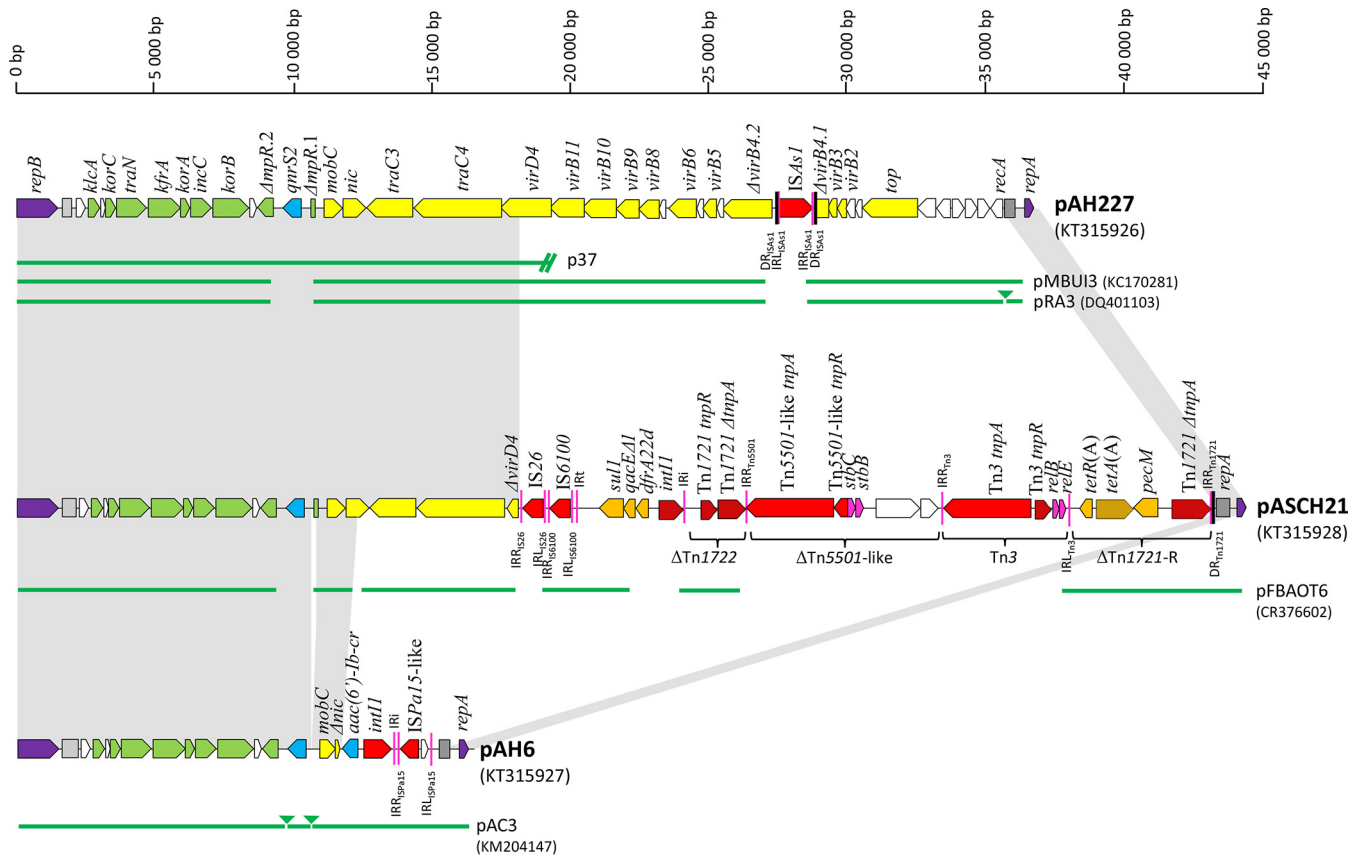 0 bp
5 000 bp
10 000 bp
15 000 bp
20 000 bp
25 000 bp
30 000 bp
35 000 bp
40 000 bp
45 000 bp
repB
klcA
korC
traN
kfrA
korA
incC
korB
ΔmpR.2
qnrS2
ΔmpR.1
mobC
nic
traC3
traC4
virD4
virB11
virB10
virB9
virB8
virB6
virB5
ΔvirB4.2
ISAs1
ΔvirB4.1
virB3
virB2
top
recA
repA
pAH227
(KT315926)
DRISAs1
IRLISAs1
IRRISAs1
DRISAs1
p37
pMBUI3 (KC170281)
pRA3 (DQ401103)
ΔvirD4
IS26
IS6100
IRt
sul1
qacEΔ1
dfrA22d
intI1
IRi
Tn1721 tnpR
Tn1721 ΔtnpA
IRRTn5501
Tn5501-like tnpA
Tn5501-like tnpR
stbC
stbB
IRRTn3
Tn3 tnpA
Tn3 tnpR
relB
relE
tetR(A)
tetA(A)
pecM
Tn1721 ΔtnpA
IRRTn1721
repA
pASCH21
(KT315928)
IRRIS26
IRLIS26
IRRIS6100
IRLIS6100
ΔTn1722
ΔTn5501-like
Tn3
IRLTn3
ΔTn1721-R
DRTn1721
pFBAOT6
(CR376602)
mobC
Δnic
aac(6')-Ib-cr
intI1
IRi
ISPa15-like
repA
pAH6
(KT315927)
IRRISPa15
IRLISPa15
pAC3
(KM204147)